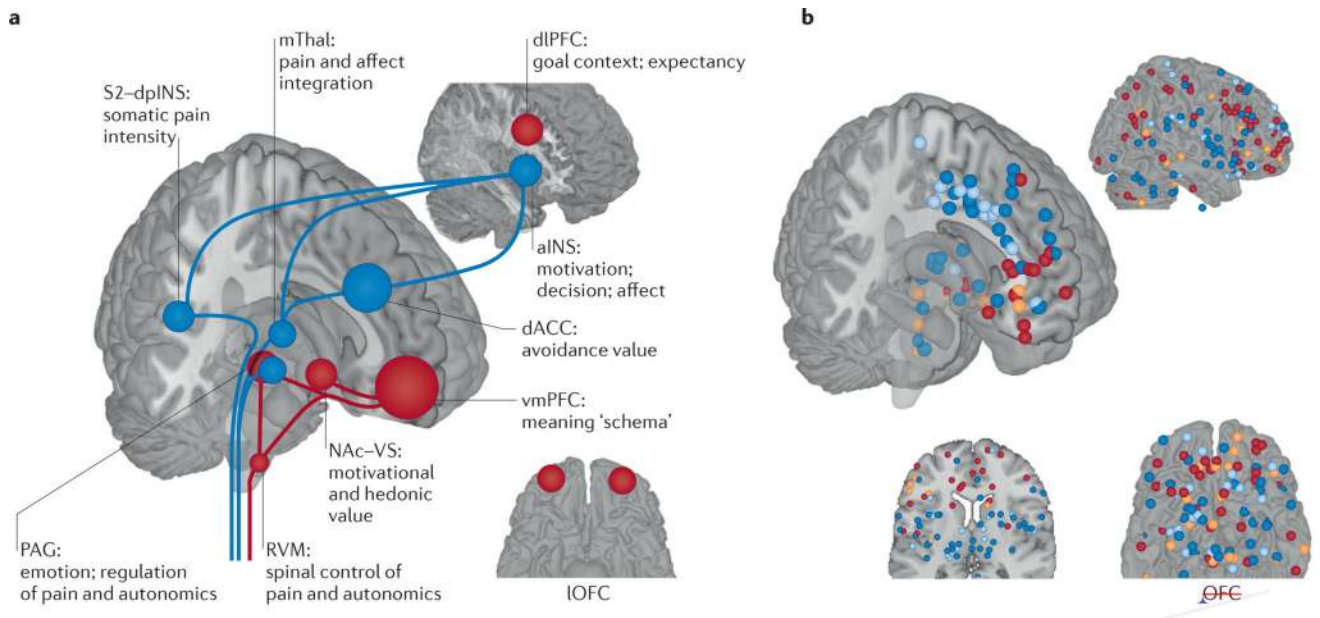 a
b
mThal:
pain and affect
integration
dlPFC:
goal context; expectancy
S2–dpINS:
somatic pain
intensity
aINS:
motivation;
decision; affect
dACC:
avoidance value
vmPFC:
meaning ‘schema’
NAc–VS:
motivational
and hedonic
value
PAG:
emotion; regulation
of pain and autonomics
RVM:
spinal control of
pain and autonomics
lOFC
OFC